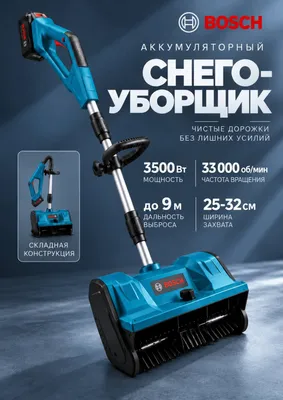 BOSCH
АККУМУЛЯТОРНЫЙ
СНЕГО-
УБОРЩИК
ЧИСТЫЕ ДОРОЖКИ
БЕЗ ЛИШНИХ УСИЛИЙ
3500 Вт
МОЩНОСТЬ
33 000 об/мин
ЧАСТОТА ВРАЩЕНИЯ
до 9 м
ДАЛЬНОСТЬ
ВЫБРОСА
25-32 см
ШИРИНА
ЗАХВАТА
СКЛАДНАЯ
КОНСТРУКЦИЯ
BOSCH